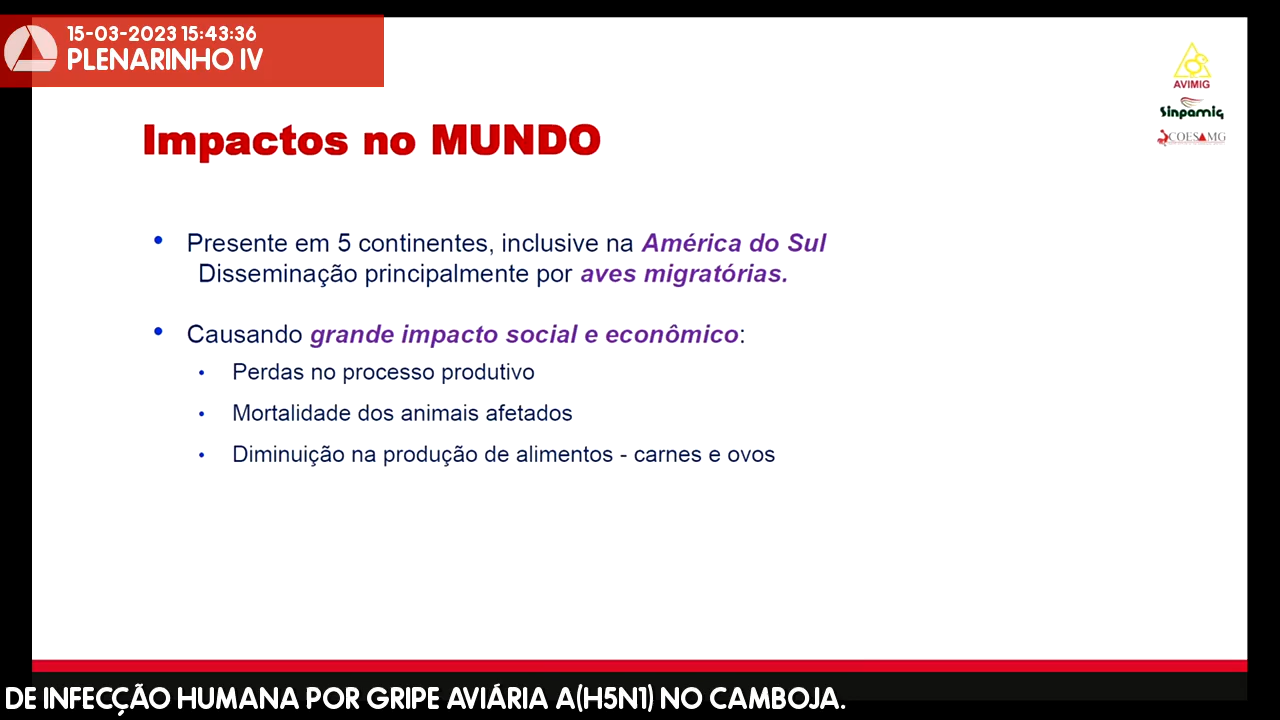 15-03-2023 15:43:36
PLENARINHO IV
AVIMIG
Sinpamig
COESAMG
Impactos no MUNDO
• Presente em 5 continentes, inclusive na América do Sul
Disseminação principalmente por aves migratórias.
• Causando grande impacto social e econômico:
• Perdas no processo produtivo
• Mortalidade dos animais afetados
• Diminuição na produção de alimentos - carnes e ovos
DE INFECÇÃO HUMANA POR GRIPE AVIÁRIA A(H5N1) NO CAMBOJA.